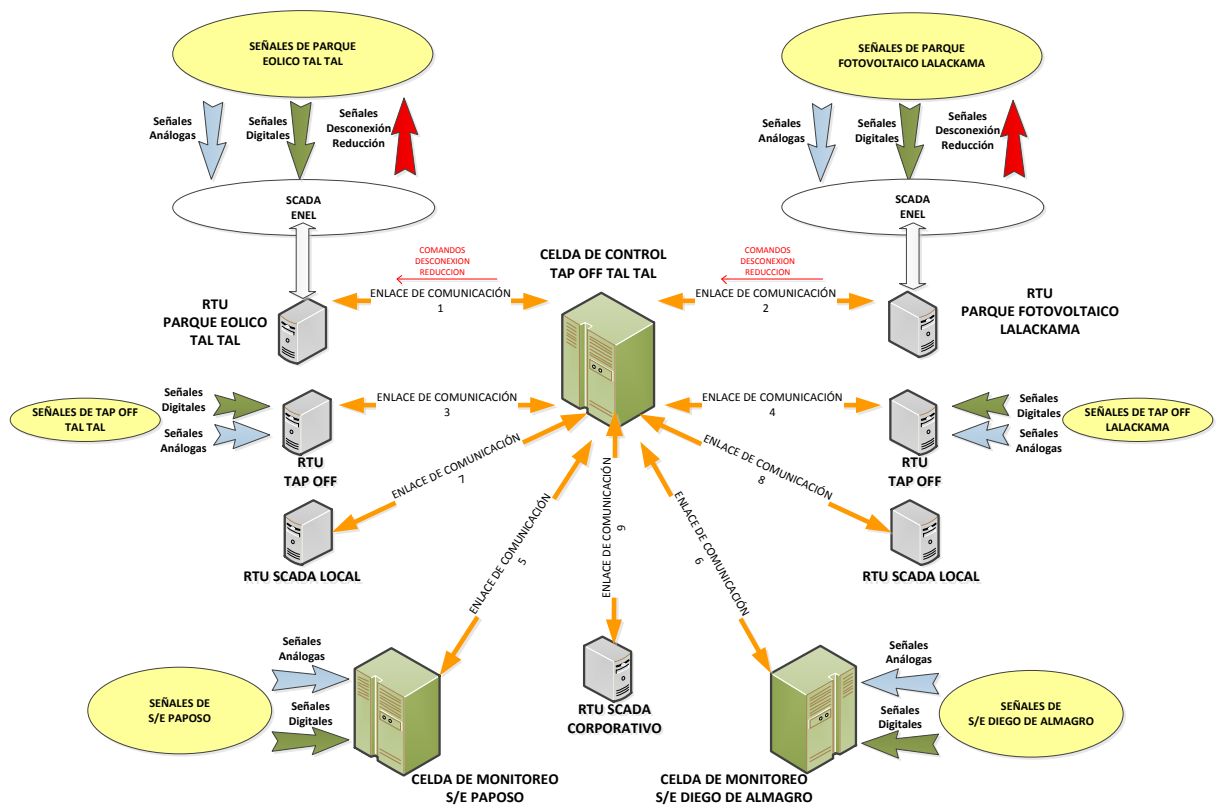 SEÑALES DE PARQUE
EOLICO TAL TAL
SEÑALES DE PARQUE
FOTOVOLTAICO LALACKAMA
Señales
Análogas
Señales
Digitales
Señales
Desconexión
Reducción
Señales
Análogas
Señales
Digitales
Señales
Desconexión
Reducción
SCADA
ENEL
SCADA
ENEL
COMANDOS
DESCONEXION
REDUCCION
CELDA DE CONTROL
TAP OFF TAL TAL
COMANDOS
DESCONEXION
REDUCCION
ENLACE DE COMUNICACIÓN
1
ENLACE DE COMUNICACIÓN
2
RTU
PARQUE EOLICO
TAL TAL
RTU
PARQUE FOTOVOLTAICO
LALACKAMA
SEÑALES DE TAP OFF
TAL TAL
Señales
Digitales
Señales
Análogas
ENLACE DE COMUNICACIÓN
3
ENLACE DE COMUNICACIÓN
4
Señales
Digitales
Señales
Análogas
SEÑALES DE TAP OFF
LALACKAMA
RTU
TAP OFF
RTU
TAP OFF
ENLACE DE COMUNICACIÓN
7
ENLACE DE COMUNICACIÓN
5
ENLACE DE COMUNICACIÓN
9
ENLACE DE COMUNICACIÓN
6
ENLACE DE COMUNICACIÓN
8
RTU SCADA LOCAL
RTU SCADA LOCAL
SEÑALES DE
S/E PAPOSO
Señales
Análogas
Señales
Digitales
RTU SCADA
CORPORATIVO
Señales
Análogas
Señales
Digitales
SEÑALES DE
S/E DIEGO DE ALMAGRO
CELDA DE MONITOREO
S/E PAPOSO
CELDA DE MONITOREO
S/E DIEGO DE ALMAGRO